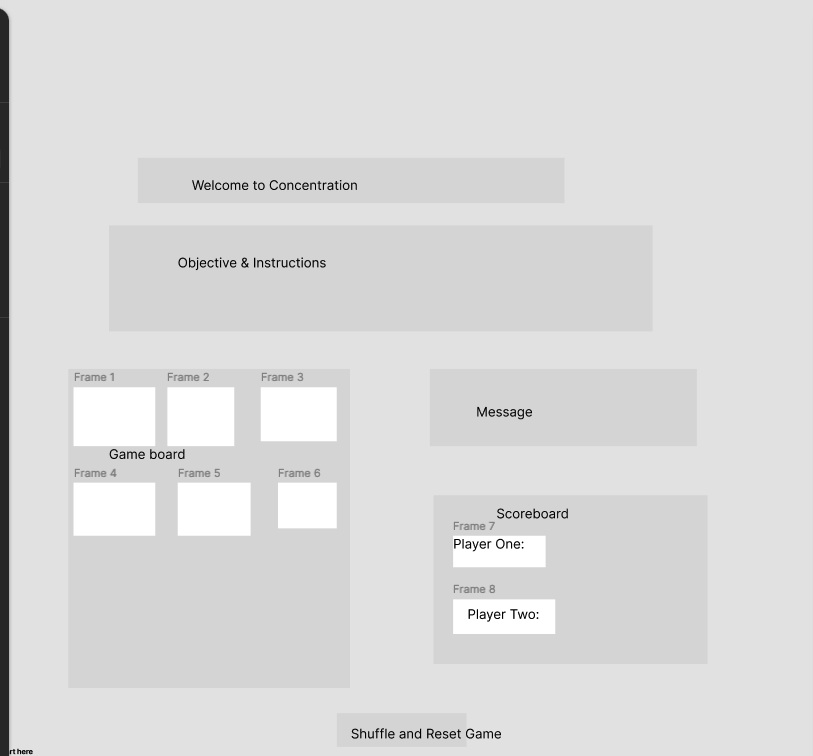 Welcome to Concentration
Objective & Instructions
Frame 1
Frame 2
Frame 3
Game board
Frame 4
Frame 5
Frame 6
Message
Scoreboard
Frame 7
Player One:
Frame 8
Player Two:
Shuffle and Reset Game
rt here